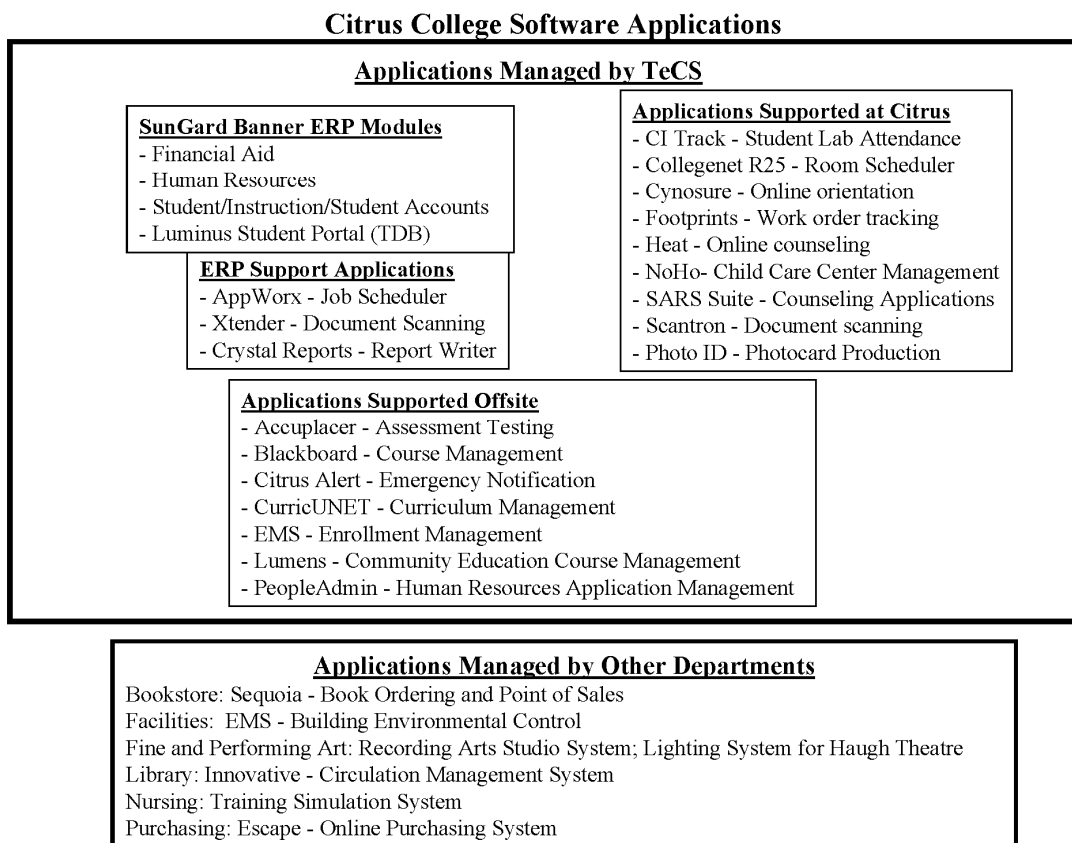 Citrus College Software Applications
Applications Managed by TeCS
SunGard Banner ERP Modules
- Financial Aid
- Human Resources
- Student/Instruction/Student Accounts
- Luminus Student Portal (TDB)
ERP Support Applications
- AppWorx - Job Scheduler
- Xtender - Document Scanning
- Crystal Reports - Report Writer
Applications Supported at Citrus
- CI Track - Student Lab Attendance
- Collegenet R25 - Room Scheduler
- Cynosure - Online orientation
- Footprints - Work order tracking
- Heat - Online counseling
- NoHo- Child Care Center Management
- SARS Suite - Counseling Applications
- Scantron - Document scanning
- Photo ID - Photocard Production
Applications Supported Offsite
- Accuplacer - Assessment Testing
- Blackboard - Course Management
- Citrus Alert - Emergency Notification
- CurricUNET - Curriculum Management
- EMS - Enrollment Management
- Lumens - Community Education Course Management
- PeopleAdmin - Human Resources Application Management
Applications Managed by Other Departments
Bookstore: Sequoia - Book Ordering and Point of Sales
Facilities:  EMS - Building Environmental Control
Fine and Performing Art: Recording Arts Studio System; Lighting System for Haugh Theatre
Library: Innovative - Circulation Management System
Nursing: Training Simulation System
Purchasing: Escape - Online Purchasing System